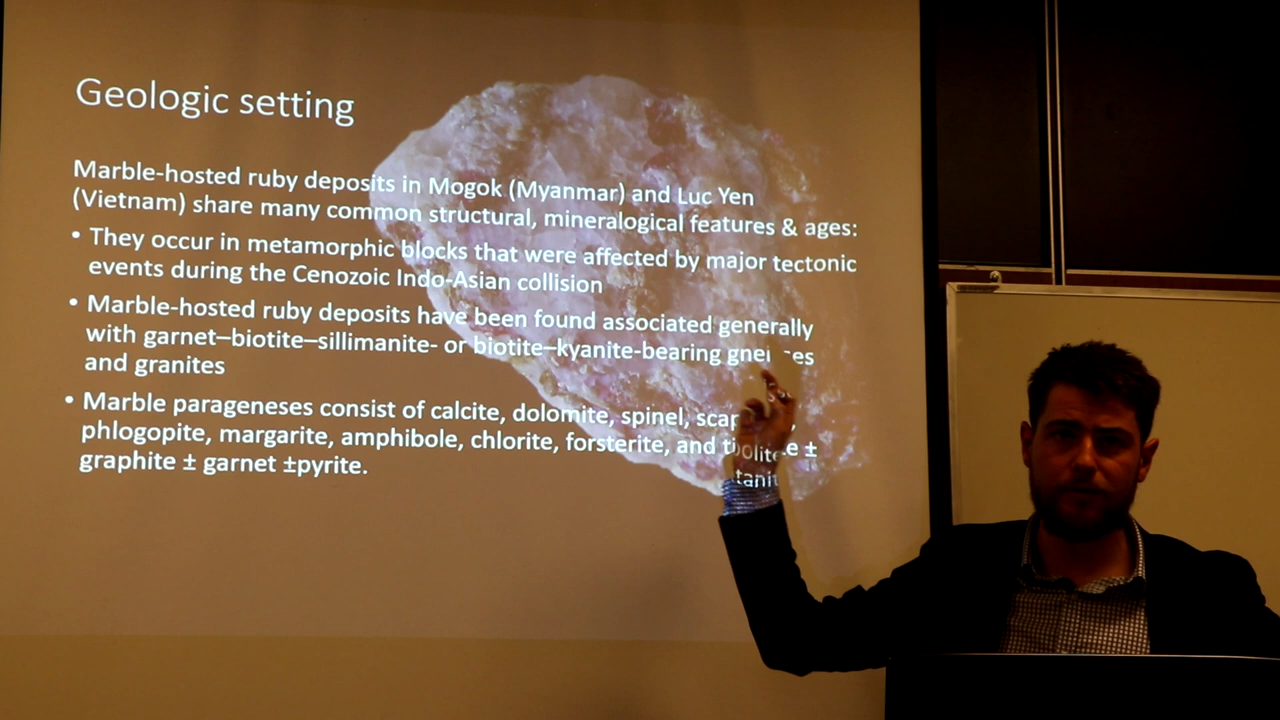 Geologic setting
Marble-hosted ruby deposits in Mogok (Myanmar) and Luc Yen
(Vietnam) share many common structural, mineralogical features & ages:
• They occur in metamorphic blocks that were affected by major tectonic
events during the Cenozoic Indo-Asian collision
• Marble-hosted ruby deposits have been found associated generally
with garnet–biotite–sillimanite- or biotite–kyanite-bearing
and granites
• Marble parageneses consist of calcite, dolomite, spinel,
phlogopite, margarite, amphibole, chlorite, forsterite, and ±
graphite ± garnet ±pyrite.